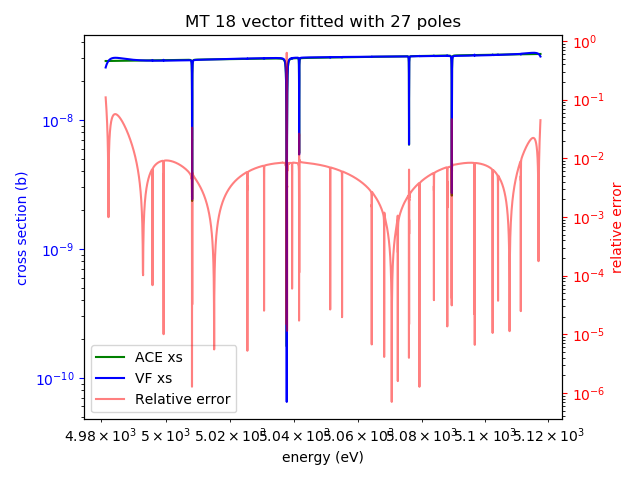 MT 18 vector fitted with 27 poles
cross section (b)
10⁻⁸
10⁻⁹
10⁻¹⁰
10⁰
10⁻¹
10⁻²
10⁻³
10⁻⁴
10⁻⁵
10⁻⁶
relative error
ACE xs
VF xs
Relative error
4.98 × 10³ 5 × 10³ 5.02 × 10³ 5.04 × 10³ 5.06 × 10³ 5.08 × 10³ 5.1 × 10³ 5.12 × 10³
energy (eV)